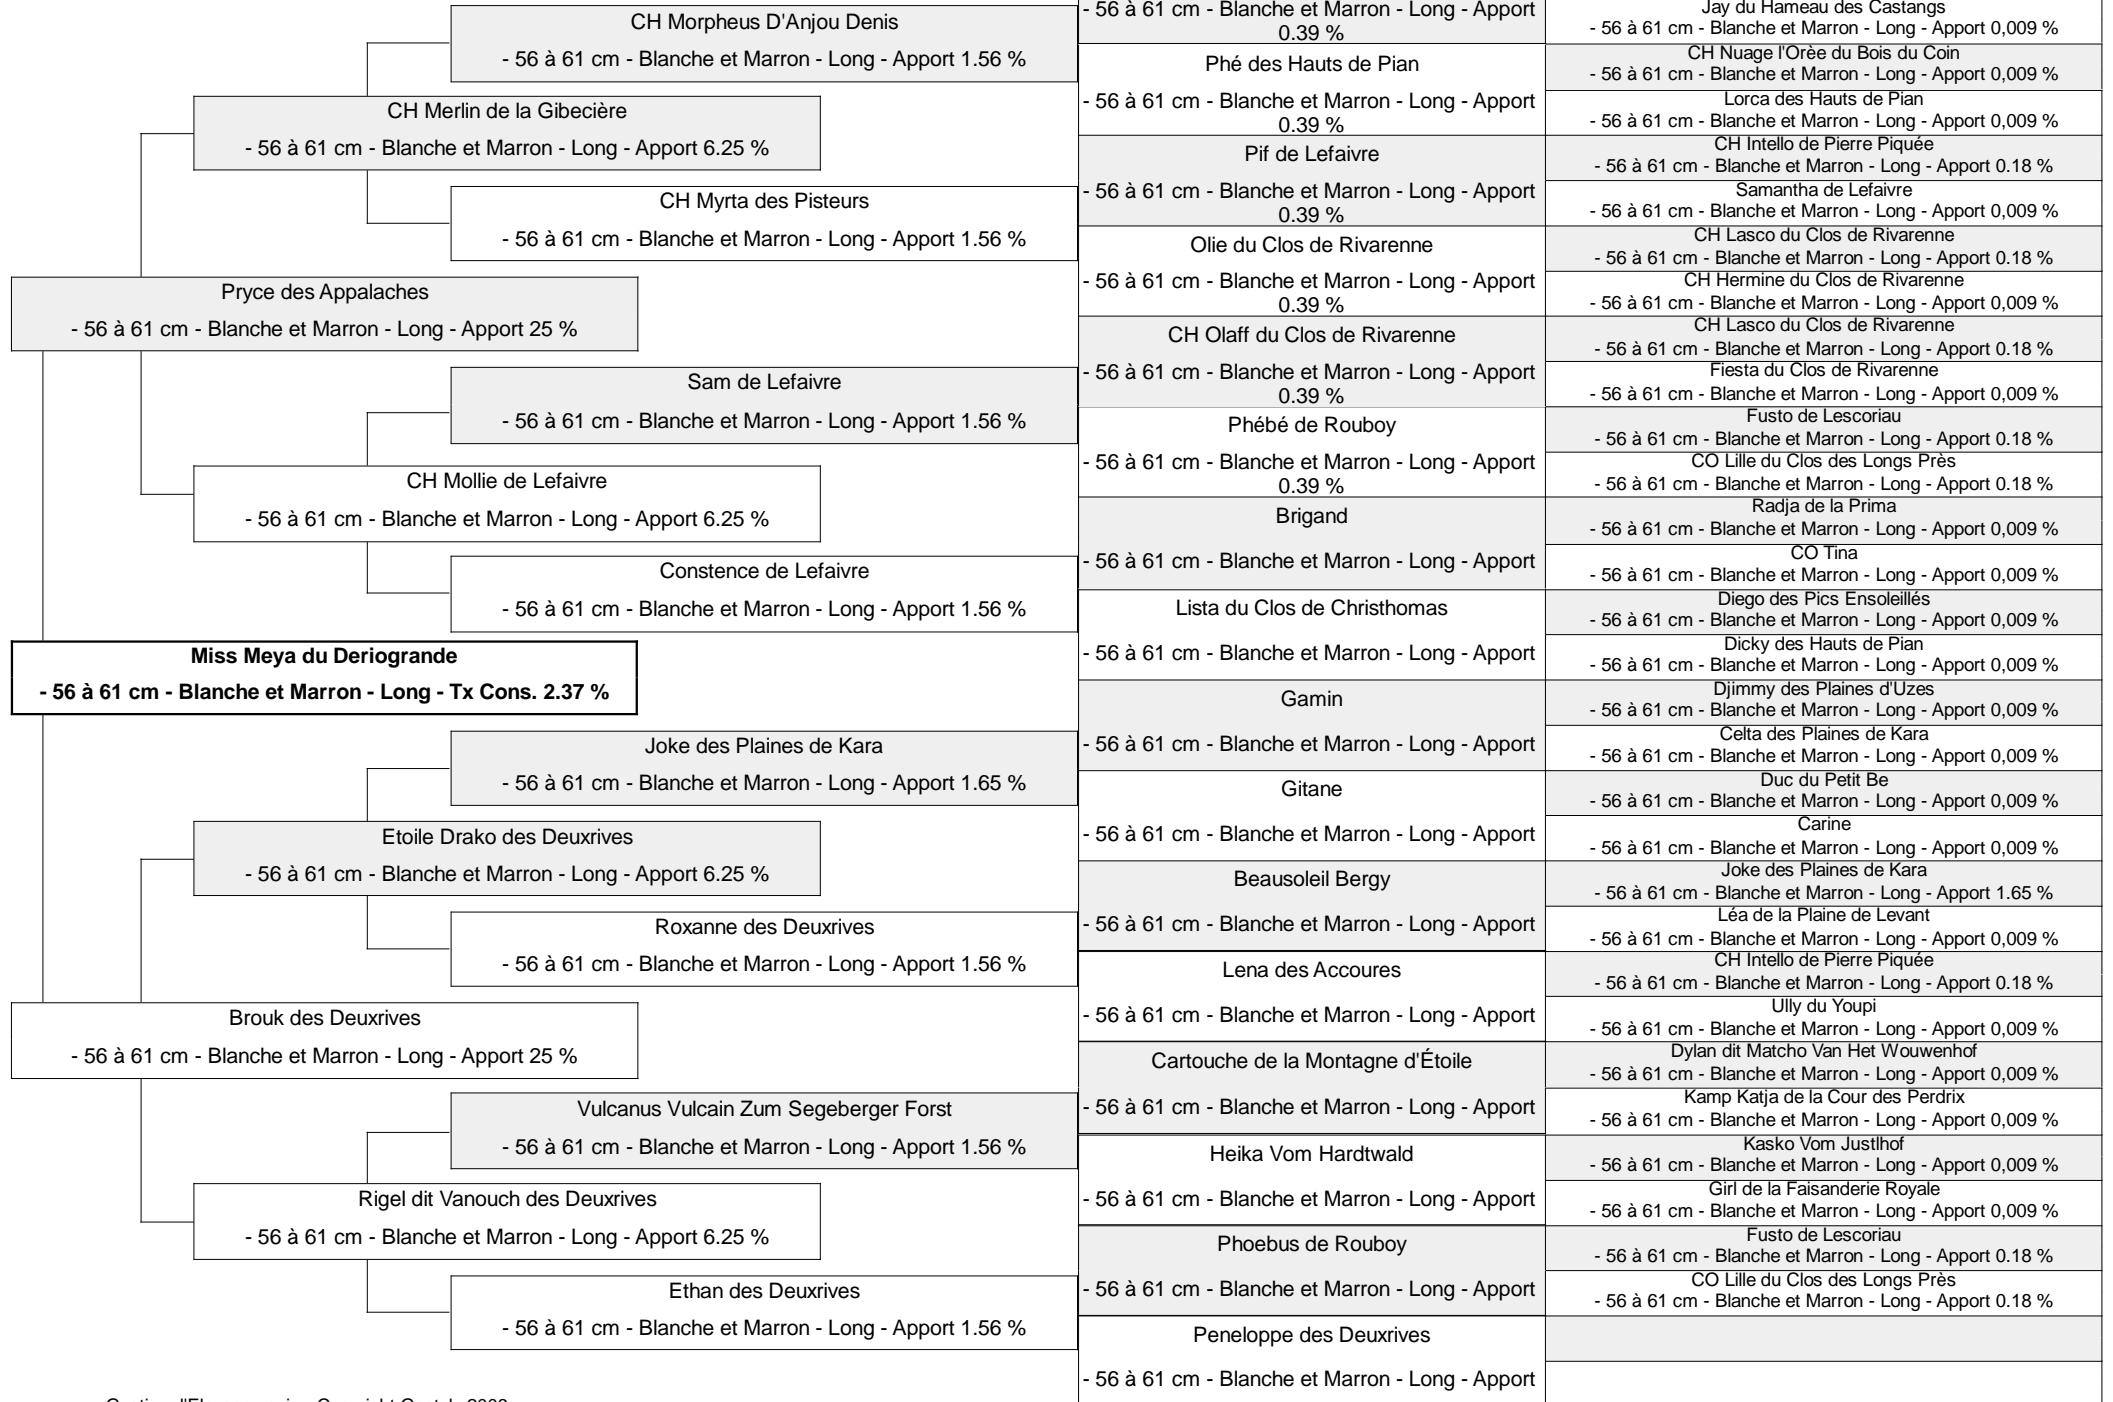 CH Morpheus D'Anjou Denis
- 56 à 61 cm - Blanche et Marron - Long - Apport 1.56 %
CH Merlin de la Gibecière
- 56 à 61 cm - Blanche et Marron - Long - Apport 6.25 %
CH Myrta des Pisteurs
- 56 à 61 cm - Blanche et Marron - Long - Apport 1.56 %
Pryce des Appalaches
- 56 à 61 cm - Blanche et Marron - Long - Apport 25 %
Sam de Lefaivre
- 56 à 61 cm - Blanche et Marron - Long - Apport 1.56 %
CH Mollie de Lefaivre
- 56 à 61 cm - Blanche et Marron - Long - Apport 6.25 %
Constence de Lefaivre
- 56 à 61 cm - Blanche et Marron - Long - Apport 1.56 %
Miss Meya du Deriogrande
- 56 à 61 cm - Blanche et Marron - Long - Tx Cons. 2.37 %
Joke des Plaines de Kara
- 56 à 61 cm - Blanche et Marron - Long - Apport 1.65 %
Etoile Drako des Deuxrives
- 56 à 61 cm - Blanche et Marron - Long - Apport 6.25 %
Roxanne des Deuxrives
- 56 à 61 cm - Blanche et Marron - Long - Apport 1.56 %
Brouk des Deuxrives
- 56 à 61 cm - Blanche et Marron - Long - Apport 25 %
Vulcanus Vulcain Zum Segeberger Forst
- 56 à 61 cm - Blanche et Marron - Long - Apport 1.56 %
Rigel dit Vanouch des Deuxrives
- 56 à 61 cm - Blanche et Marron - Long - Apport 6.25 %
Ethan des Deuxrives
- 56 à 61 cm - Blanche et Marron - Long - Apport 1.56 %
- 56 à 61 cm - Blanche et Marron - Long - Apport
0.39 %
Phé des Hauts de Pian
- 56 à 61 cm - Blanche et Marron - Long - Apport
0.39 %
Pif de Lefaivre
- 56 à 61 cm - Blanche et Marron - Long - Apport
0.39 %
Olie du Clos de Rivarenne
- 56 à 61 cm - Blanche et Marron - Long - Apport
0.39 %
CH Olaff du Clos de Rivarenne
- 56 à 61 cm - Blanche et Marron - Long - Apport
0.39 %
Phébé de Rouboy
- 56 à 61 cm - Blanche et Marron - Long - Apport
0.39 %
Brigand
- 56 à 61 cm - Blanche et Marron - Long - Apport
Lista du Clos de Christhomas
- 56 à 61 cm - Blanche et Marron - Long - Apport
Gamin
- 56 à 61 cm - Blanche et Marron - Long - Apport
Gitane
- 56 à 61 cm - Blanche et Marron - Long - Apport
Beausoleil Bergy
- 56 à 61 cm - Blanche et Marron - Long - Apport
Lena des Accoures
- 56 à 61 cm - Blanche et Marron - Long - Apport
Cartouche de la Montagne d'Étoile
- 56 à 61 cm - Blanche et Marron - Long - Apport
Heika Vom Hardtwald
- 56 à 61 cm - Blanche et Marron - Long - Apport
Phoebus de Rouboy
- 56 à 61 cm - Blanche et Marron - Long - Apport
Peneloppe des Deuxrives
- 56 à 61 cm - Blanche et Marron - Long - Apport
Jay du Hameau des Castangs
- 56 à 61 cm - Blanche et Marron - Long - Apport 0,009 %
CH Nuage l'Orèe du Bois du Coin
- 56 à 61 cm - Blanche et Marron - Long - Apport 0,009 %
Lorca des Hauts de Pian
- 56 à 61 cm - Blanche et Marron - Long - Apport 0,009 %
CH Intello de Pierre Piquée
- 56 à 61 cm - Blanche et Marron - Long - Apport 0.18 %
Samantha de Lefaivre
- 56 à 61 cm - Blanche et Marron - Long - Apport 0,009 %
CH Lasco du Clos de Rivarenne
- 56 à 61 cm - Blanche et Marron - Long - Apport 0.18 %
CH Hermine du Clos de Rivarenne
- 56 à 61 cm - Blanche et Marron - Long - Apport 0,009 %
CH Lasco du Clos de Rivarenne
- 56 à 61 cm - Blanche et Marron - Long - Apport 0.18 %
Fiesta du Clos de Rivarenne
- 56 à 61 cm - Blanche et Marron - Long - Apport 0,009 %
Fusto de Lescoriau
- 56 à 61 cm - Blanche et Marron - Long - Apport 0.18 %
CO Lille du Clos des Longs Près
- 56 à 61 cm - Blanche et Marron - Long - Apport 0.18 %
Radja de la Prima
- 56 à 61 cm - Blanche et Marron - Long - Apport 0,009 %
CO Tina
- 56 à 61 cm - Blanche et Marron - Long - Apport 0,009 %
Diego des Pics Ensoleillés
- 56 à 61 cm - Blanche et Marron - Long - Apport 0,009 %
Dicky des Hauts de Pian
- 56 à 61 cm - Blanche et Marron - Long - Apport 0,009 %
Djimmy des Plaines d'Uzes
- 56 à 61 cm - Blanche et Marron - Long - Apport 0,009 %
Celta des Plaines de Kara
- 56 à 61 cm - Blanche et Marron - Long - Apport 0,009 %
Duc du Petit Be
- 56 à 61 cm - Blanche et Marron - Long - Apport 0,009 %
Carine
- 56 à 61 cm - Blanche et Marron - Long - Apport 0,009 %
Joke des Plaines de Kara
- 56 à 61 cm - Blanche et Marron - Long - Apport 1.65 %
Léa de la Plaine de Levant
- 56 à 61 cm - Blanche et Marron - Long - Apport 0,009 %
CH Intello de Pierre Piquée
- 56 à 61 cm - Blanche et Marron - Long - Apport 0.18 %
Ully du Youpi
- 56 à 61 cm - Blanche et Marron - Long - Apport 0,009 %
Dylan dit Matcho Van Het Wouwenhof
- 56 à 61 cm - Blanche et Marron - Long - Apport 0,009 %
Kamp Katja de la Cour des Perdrix
- 56 à 61 cm - Blanche et Marron - Long - Apport 0,009 %
Kasko Vom Justlhof
- 56 à 61 cm - Blanche et Marron - Long - Apport 0,009 %
Girl de la Faisanderie Royale
- 56 à 61 cm - Blanche et Marron - Long - Apport 0,009 %
Fusto de Lescoriau
- 56 à 61 cm - Blanche et Marron - Long - Apport 0.18 %
CO Lille du Clos des Longs Près
- 56 à 61 cm - Blanche et Marron - Long - Apport 0.18 %